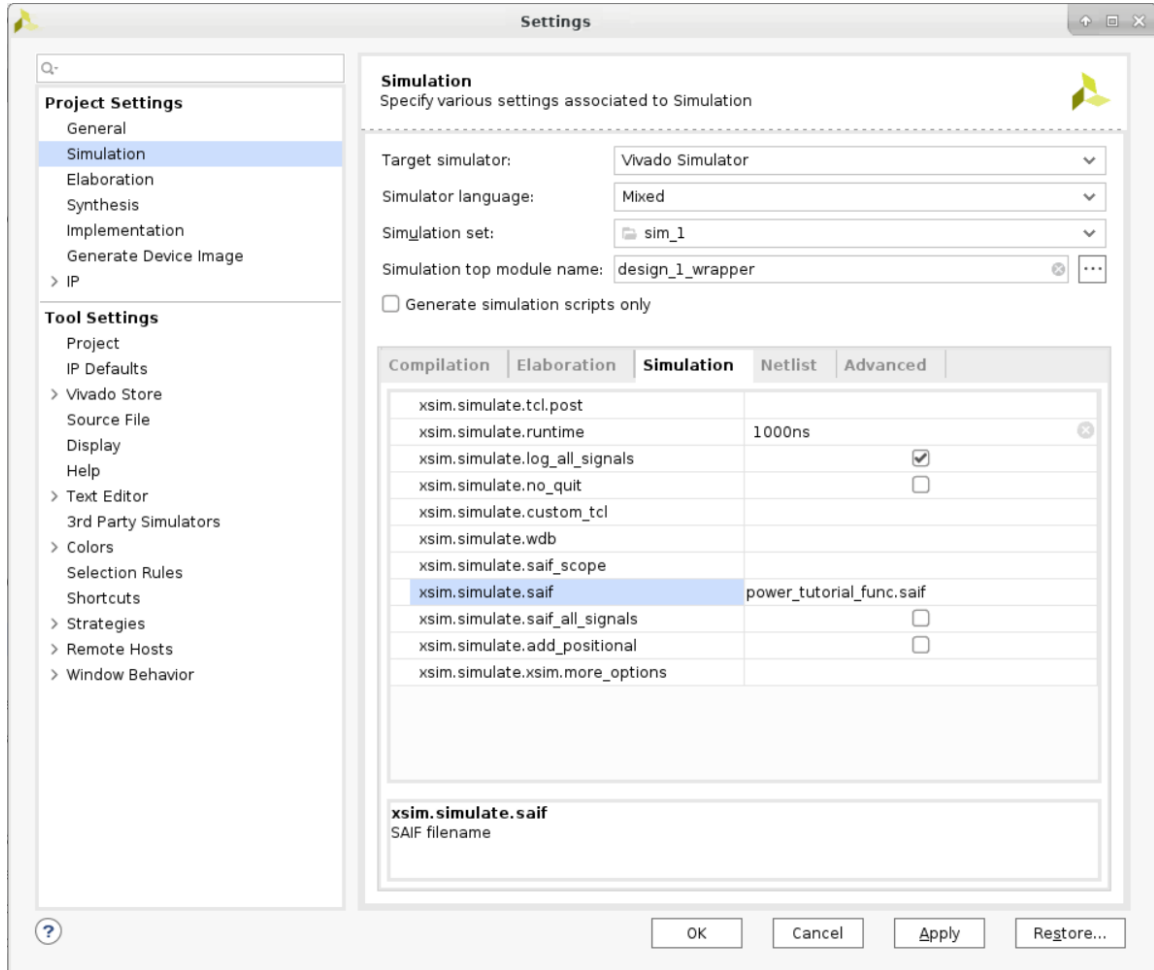 Settings
Q-
Project Settings
General
Simulation
Elaboration
Synthesis
Implementation
Generate Device Image
> IP
Tool Settings
Project
IP Defaults
> Vivado Store
Source File
Display
Help
> Text Editor
3rd Party Simulators
> Colors
Selection Rules
Shortcuts
> Strategies
> Remote Hosts
> Window Behavior
Simulation
Specify various settings associated to Simulation
Target simulator: Vivado Simulator
Simulator language: Mixed
Simulation set: sim_1
Simulation top module name: design_1_wrapper ...
Generate simulation scripts only
Compilation Elaboration Simulation Netlist Advanced
xsim.simulate.tcl.post
xsim.simulate.runtime 1000ns
xsim.simulate.log_all_signals
xsim.simulate.no_quit
xsim.simulate.custom_tcl
xsim.simulate.wdb
xsim.simulate.saif_scope
xsim.simulate.saif power_tutorial_func.saif
xsim.simulate.saif_all_signals
xsim.simulate.add_positional
xsim.simulate.xsim.more_options
xsim.simulate.saif
SAIF filename
? OK Cancel Apply Restore...